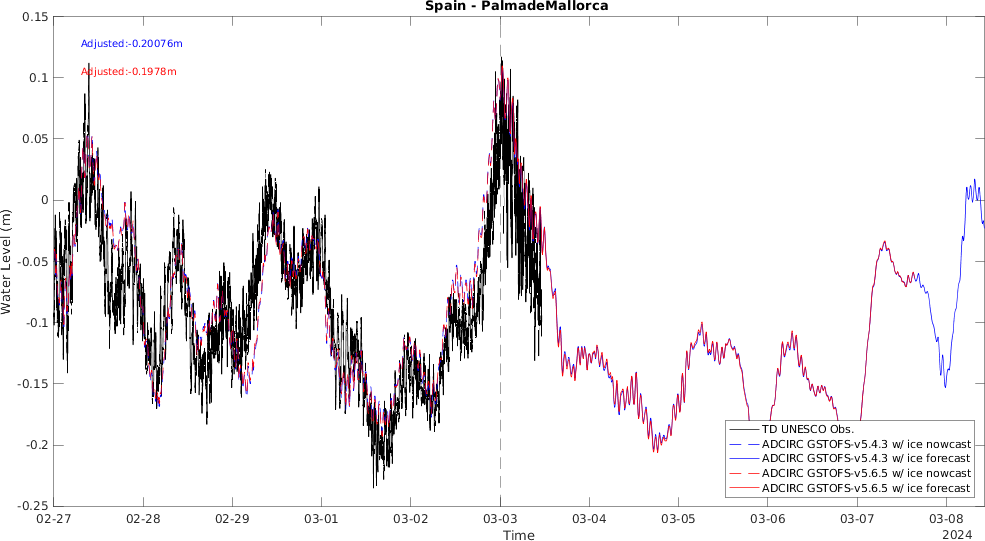 Spain - PalmadeMallorca
Adjusted:-0.20076m
Adjusted:-0.1978m
Water Level (m)
0.15
0.1
0.05
0
-0.05
-0.1
-0.15
-0.2
-0.25
TD UNESCO Obs.
ADCIRC GSTOFS-v5.4.3 w/ ice nowcast
ADCIRC GSTOFS-v5.4.3 w/ ice forecast
ADCIRC GSTOFS-v5.6.5 w/ ice nowcast
ADCIRC GSTOFS-v5.6.5 w/ ice forecast
02-27 02-28 02-29 03-01 03-02 03-03 03-04 03-05 03-06 03-07 03-08
Time
2024